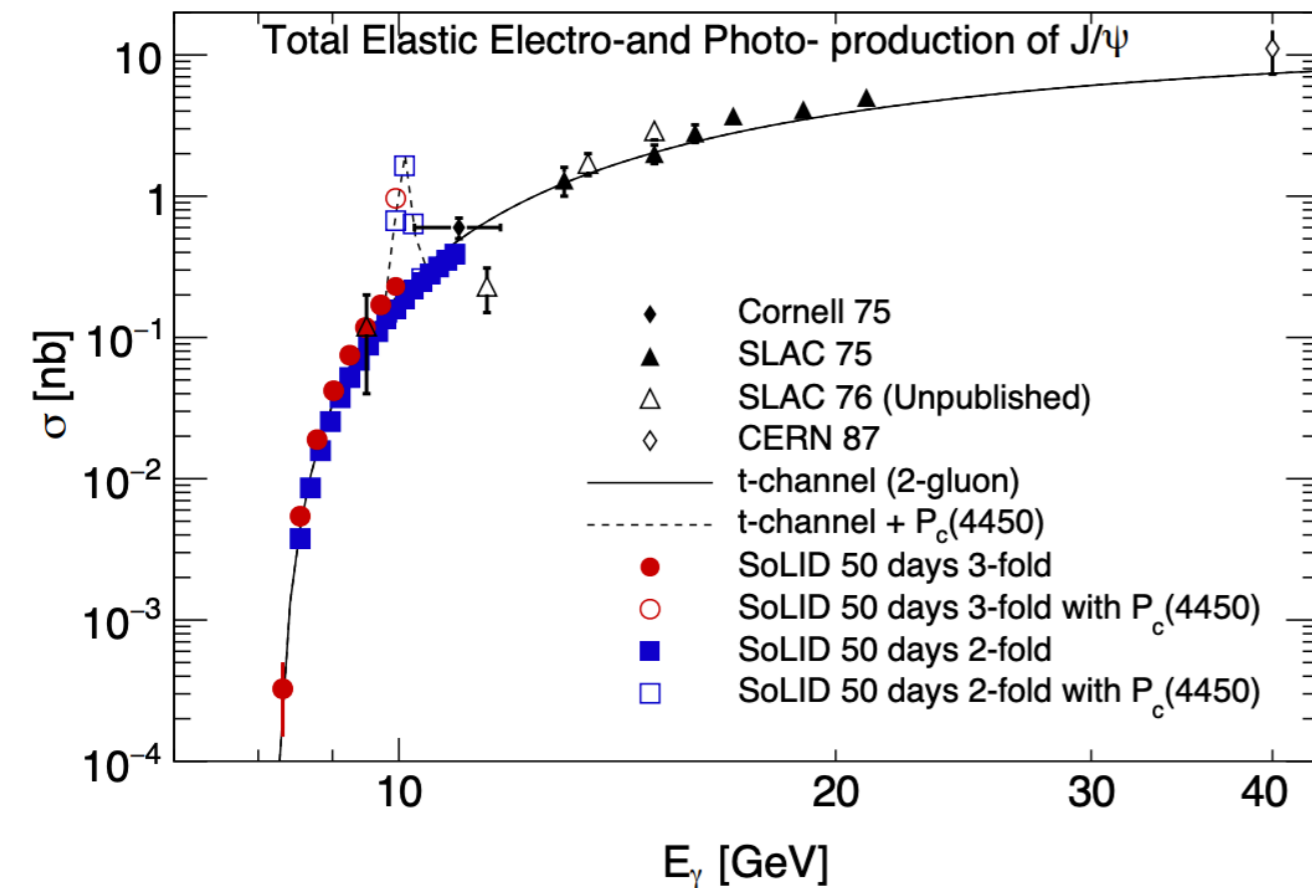 Total Elastic Electro-and Photo- production of J/ψ
σ [nb]
10
1
10⁻¹
10⁻²
10⁻³
10⁻⁴
Cornell 75
SLAC 75
SLAC 76 (Unpublished)
CERN 87
t-channel (2-gluon)
t-channel + P_c(4450)
SoLID 50 days 3-fold
SoLID 50 days 3-fold with P_c(4450)
SoLID 50 days 2-fold
SoLID 50 days 2-fold with P_c(4450)
10 20 30 40
E_γ [GeV]